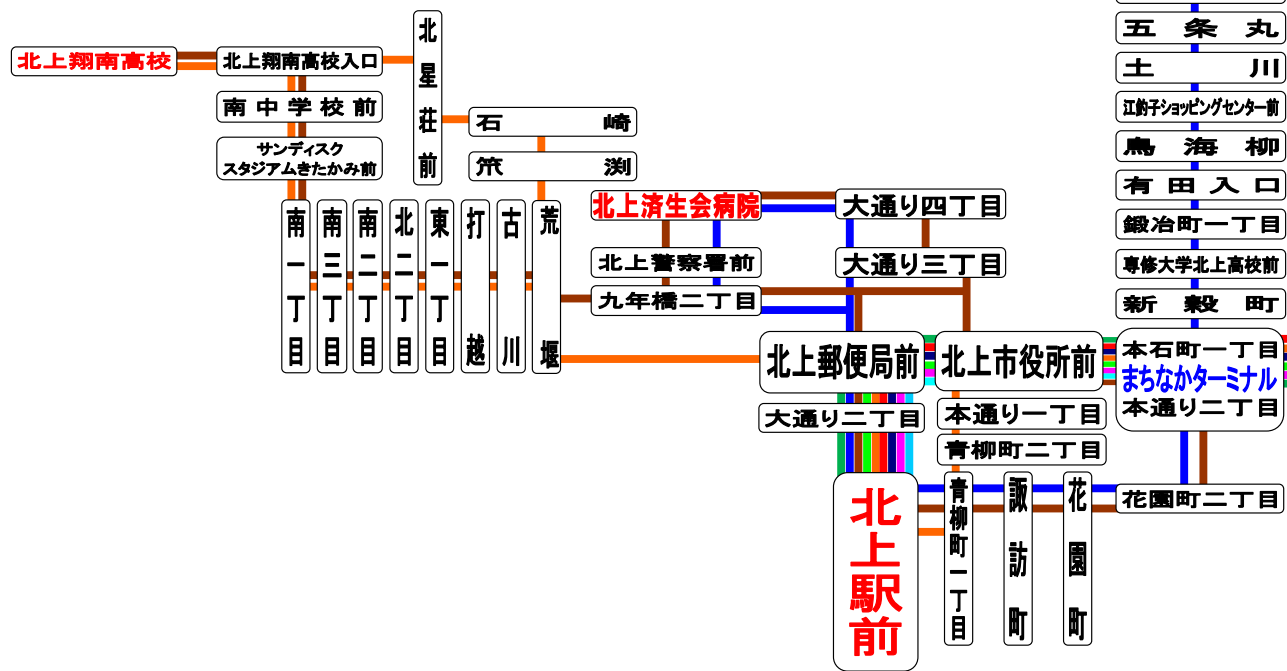 北上翔南高校
北上翔南高校入口
北星荘前
南中学校前
サンディスク
スタジアムきたかみ前
石崎
笊渕
南一丁目
南三丁目
南二丁目
北二丁目
東一丁目
打越
古川
荒堰
北上済生会病院
北上警察署前
九年橋二丁目
大通り四丁目
大通り三丁目
北上郵便局前
大通り二丁目
北上市役所前
本通り一丁目
青柳町二丁目
北上駅前
青柳町一丁目
諏訪町
花園町
五条丸
土川
江釣子ショッピングセンター前
鳥海柳
有田入口
鍛冶町一丁目
専修大学北上高校前
新穀町
本石町一丁目
まちなかターミナル
本通り二丁目
花園町二丁目